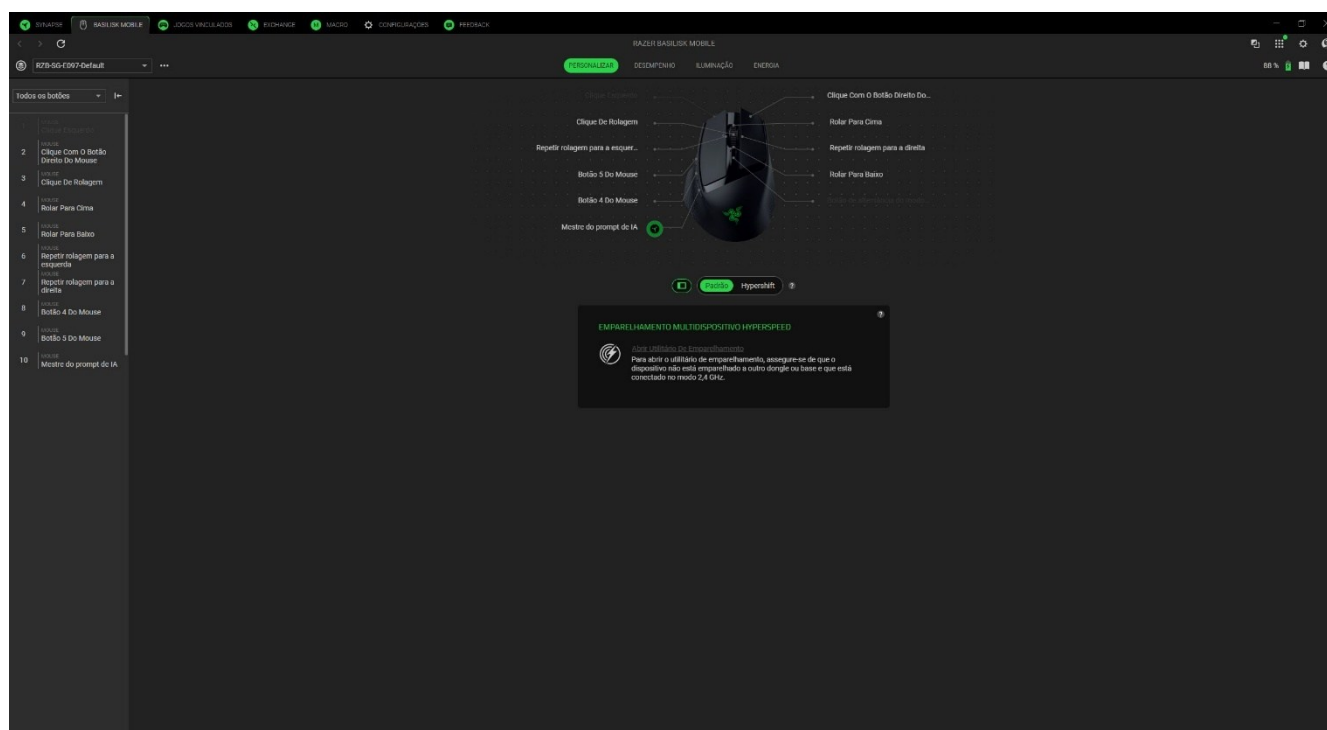 SYNAPSE
BASILISK MOBILE
JOGOS VINCULADOS
EXCHANGE
MACRO
CONFIGURAÇÕES
FEEDBACK
RAZER BASILISK MOBILE
PERSONALIZAR
DESEMPENHO
ILUMINAÇÃO
ENERGIA
88 %
Todos os botões
Clique Esquerdo
Clique Com O Botão Direito Do...
Clique De Rolagem
Rolar Para Cima
Repetir rolagem para a esquer...
Repetir rolagem para a direita
Botão 5 Do Mouse
Rolar Para Baixo
Botão 4 Do Mouse
Mestre do prompt de IA
1
MOUSE
Clique Esquerdo
2
MOUSE
Clique Com O Botão
Direito Do Mouse
3
MOUSE
Clique De Rolagem
4
MOUSE
Rolar Para Cima
5
MOUSE
Rolar Para Baixo
6
MOUSE
Repetir rolagem para a
esquerda
7
MOUSE
Repetir rolagem para a
direita
8
MOUSE
Botão 4 Do Mouse
9
MOUSE
Botão 5 Do Mouse
10
MOUSE
Mestre do prompt de IA
Padrão
Hypershift
?
?
EMPARELHAMENTO MULTIDISPOSITIVO HYPERSPEED
Abrir Utilitário De Emparelhamento
Para abrir o utilitário de emparelhamento, assegure-se de que o
dispositivo não está emparelhado a outro dongle ou base e que está
conectado no modo 2,4 GHz.